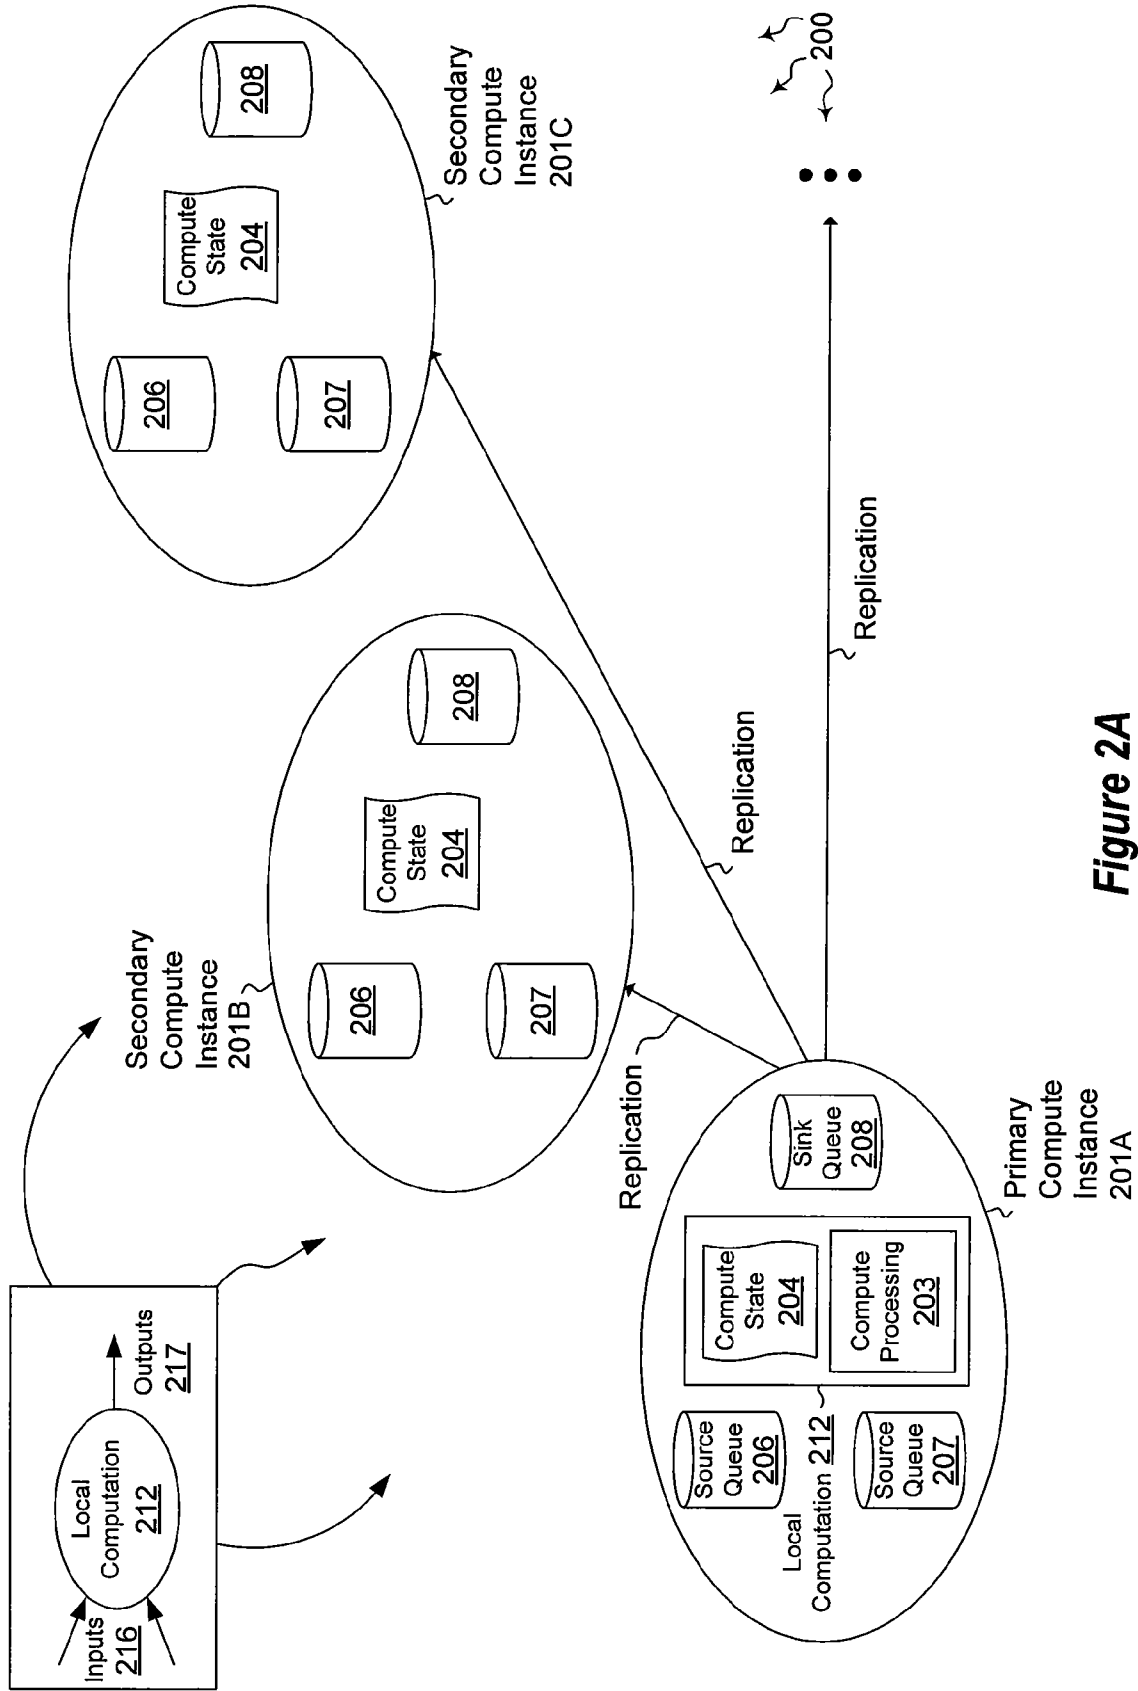 Inputs
216
Local
Computation
212
Outputs
217
Secondary
Compute
Instance
201B
206
207
Compute
State
204
208
Secondary
Compute
Instance
201C
206
207
Compute
State
204
208
Source
Queue
206
Local
Computation 212
Source
Queue
207
Compute
State
204
Compute
Processing
203
Sink
Queue
208
Primary
Compute
Instance
201A
Replication
Replication
Replication
200
Figure 2A